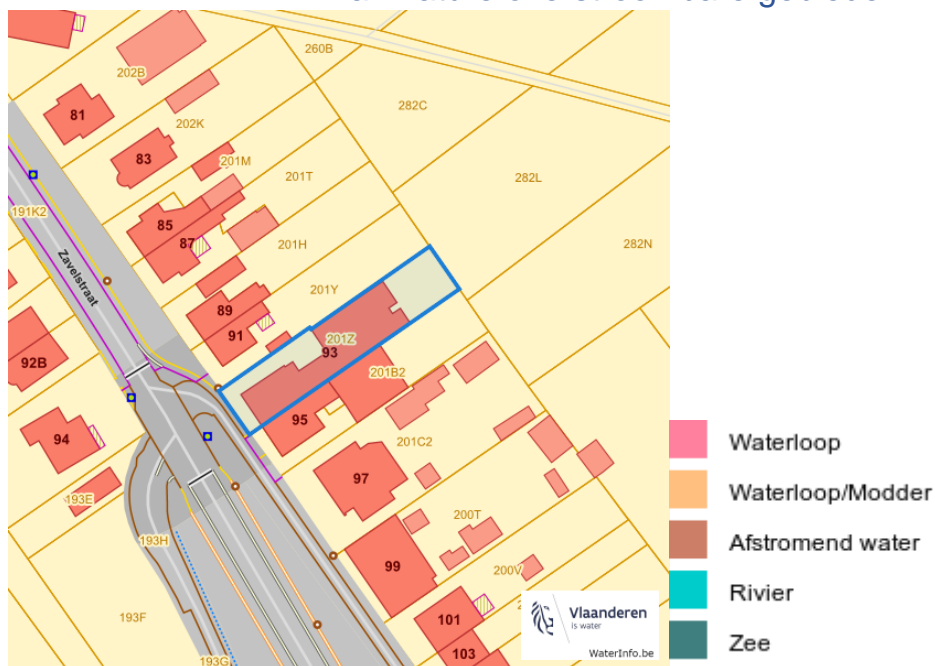 260B
202B
282C
81
202K
83
201M
201T
282L
191K2
85
87
201H
282N
Zavelstraat
201Y
89
91
201Z
93
92B
201B2
95
94
201C2
97
193E
200T
193H
99
200V
193F
101
103
193G
Vlaanderen
is water
WaterInfo.be
Waterloop
Waterloop/Modder
Afstromend water
Rivier
Zee